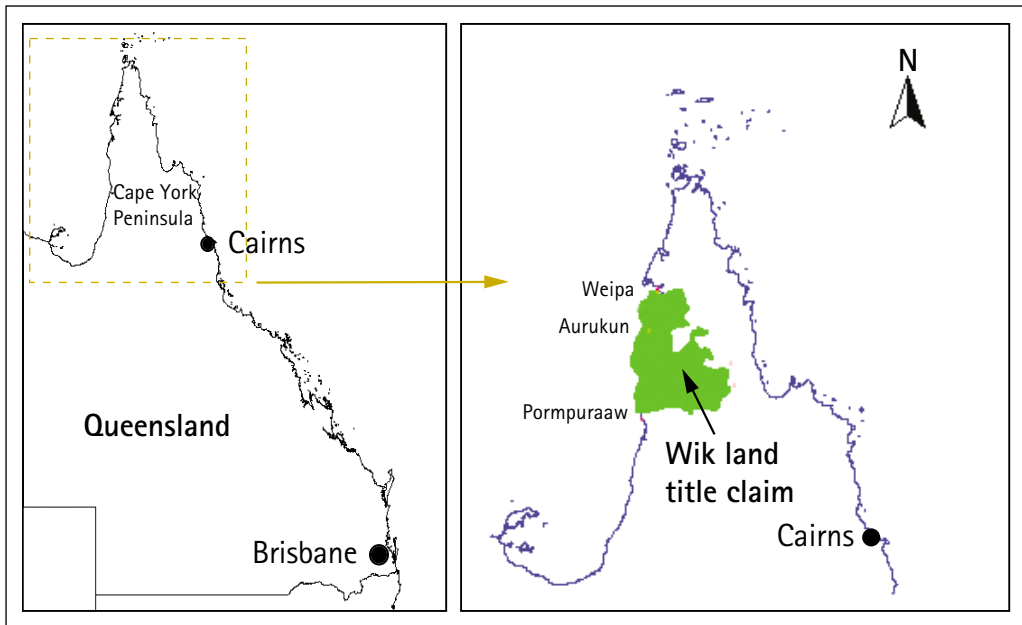 Cape York
Peninsula
Cairns
Queensland
Brisbane
N
Weipa
Aurukun
Pormpuraaw
Wik land
title claim
Cairns